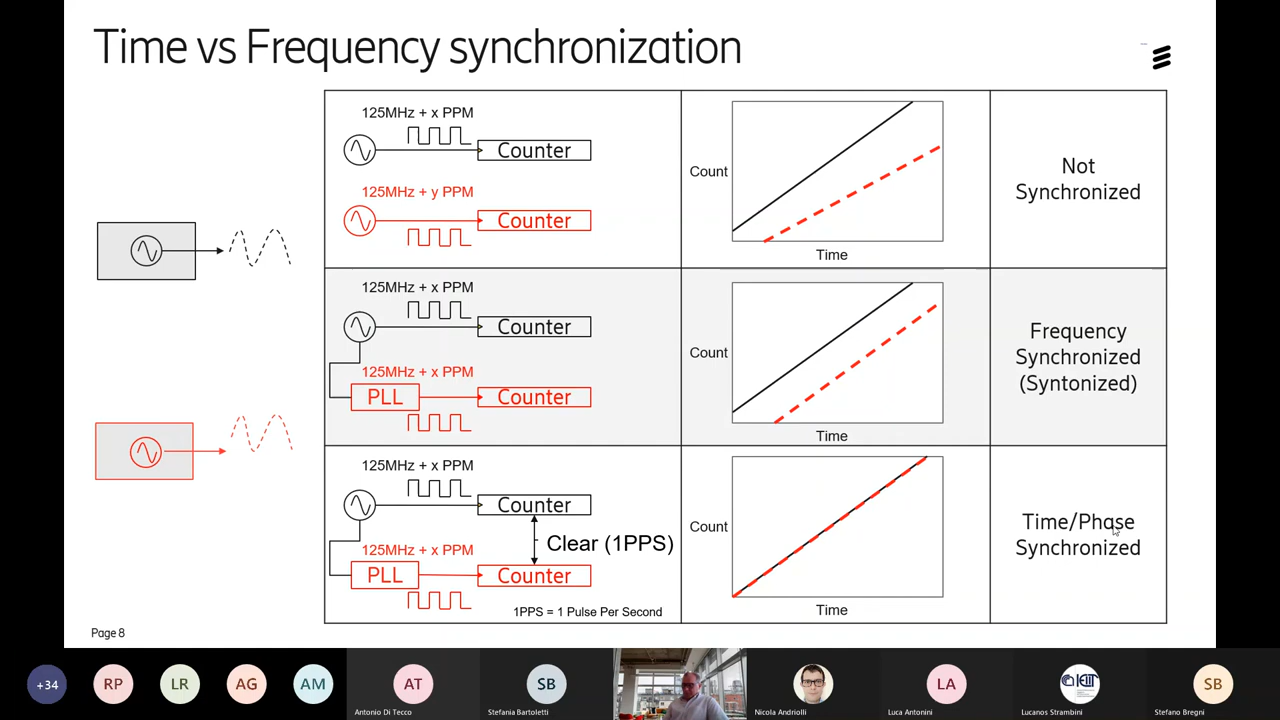 Time vs Frequency synchronization
125MHz + x PPM
Counter
125MHz + y PPM
Counter
Count
Time
Not
Synchronized
125MHz + x PPM
Counter
125MHz + x PPM
PLL
Counter
Count
Time
Frequency
Synchronized
(Syntonized)
125MHz + x PPM
Counter
Clear (1PPS)
125MHz + x PPM
PLL
Counter
1PPS = 1 Pulse Per Second
Count
Time
Time/Phase
Synchronized
Page 8
+34
RP
LR
AG
AM
AT
Antonio Di Tecco
SB
Stefania Bartoletti
Nicola Andriolli
LA
Luca Antonini
IEIIT
Lucanos Strambini
SB
Stefano Bregni